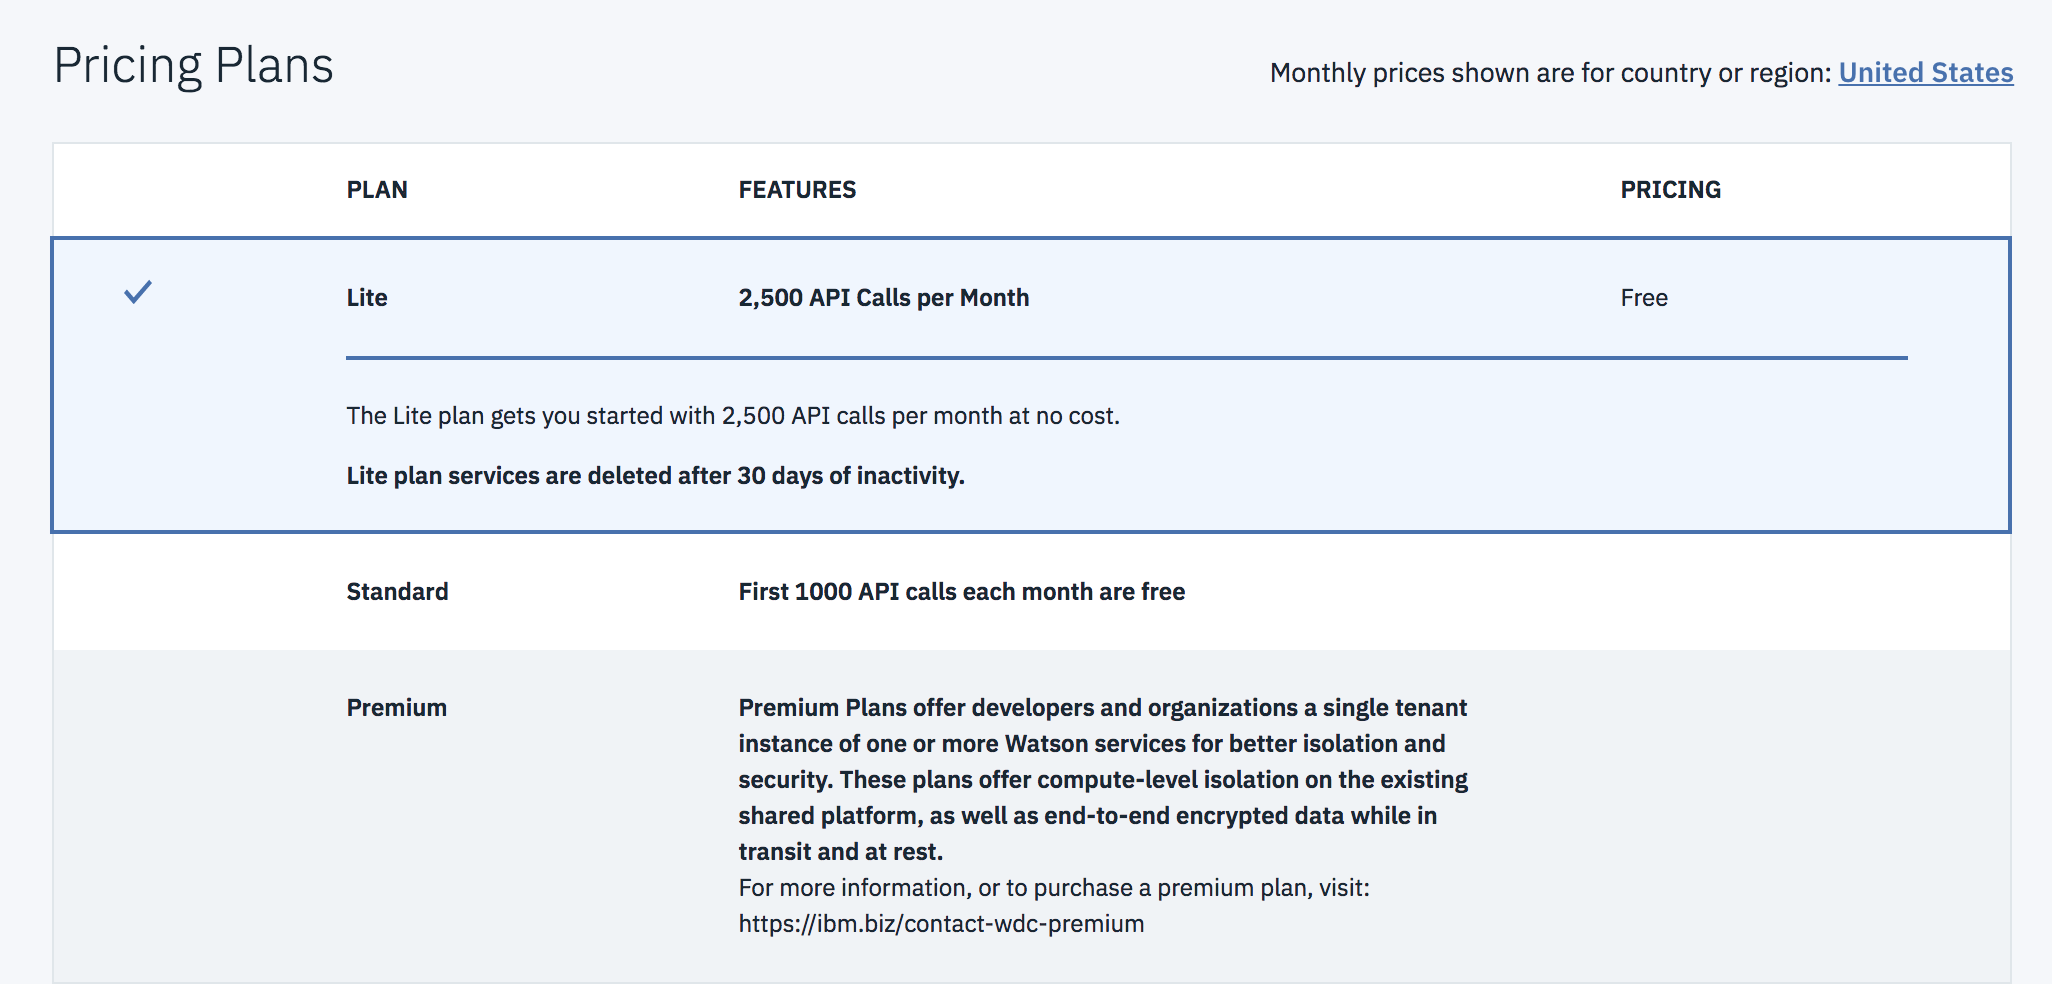 Pricing Plans
Monthly prices shown are for country or region: United States
PLAN FEATURES PRICING
Lite 2,500 API Calls per Month Free
The Lite plan gets you started with 2,500 API calls per month at no cost.
Lite plan services are deleted after 30 days of inactivity.
Standard First 1000 API calls each month are free
Premium Premium Plans offer developers and organizations a single tenant
instance of one or more Watson services for better isolation and
security. These plans offer compute-level isolation on the existing
shared platform, as well as end-to-end encrypted data while in
transit and at rest.
For more information, or to purchase a premium plan, visit:
https://ibm.biz/contact-wdc-premium